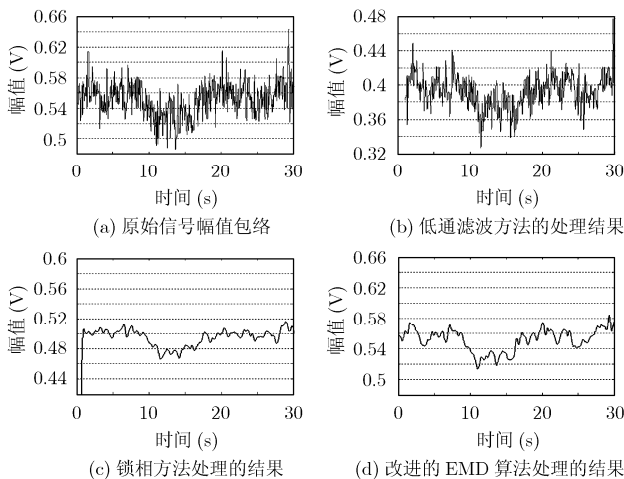 0.66
0.62
0.58
0.54
0.5
幅值 (V)
0 10 20 30
时间 (s)
(a) 原始信号幅值包络
0.48
0.44
0.4
0.36
0.32
幅值 (V)
0 10 20 30
时间 (s)
(b) 低通滤波方法的处理结果
0.6
0.56
0.52
0.48
0.44
幅值 (V)
0 10 20 30
时间 (s)
(c) 锁相方法处理的结果
0.66
0.62
0.58
0.54
0.5
幅值 (V)
0 10 20 30
时间 (s)
(d) 改进的 EMD 算法处理的结果